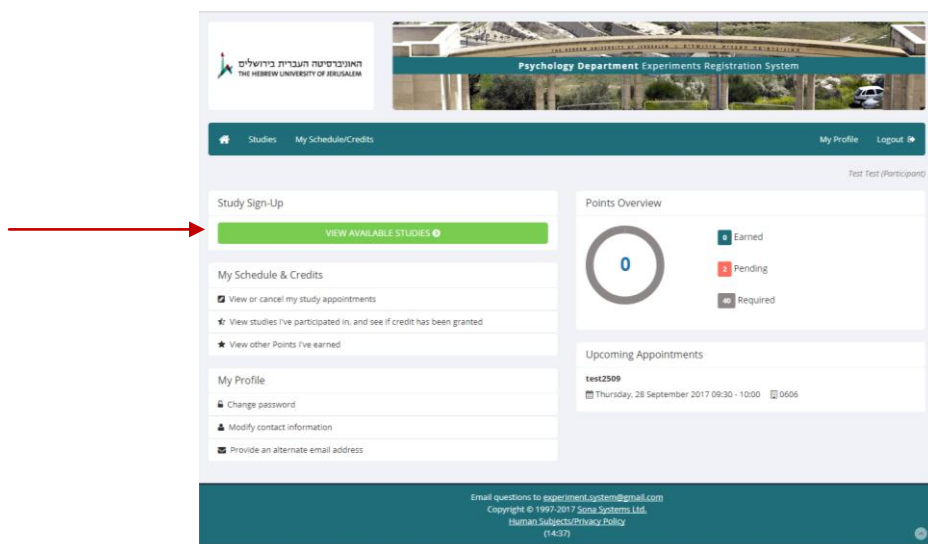 האוניברסיטה העברית בירושלים
THE HEBREW UNIVERSITY OF JERUSALEM
THE HEBREW UNIVERSITY OF JERUSALEM
Psychology Department Experiments Registration System
Studies My Schedule/Credits My Profile Logout
Test Test (Participant)
Study Sign-Up
VIEW AVAILABLE STUDIES
My Schedule & Credits
View or cancel my study appointments
View studies I've participated in, and see if credit has been granted
View other Points I've earned
My Profile
Change password
Modify contact information
Provide an alternate email address
Points Overview
0
0 Earned
2 Pending
40 Required
Upcoming Appointments
test2509
Thursday, 28 September 2017 09:30 - 10:00 0606
Email questions to experiment.system@gmail.com
Copyright © 1997-2017 Sona Systems Ltd.
Human Subjects/Privacy Policy
(14:37)